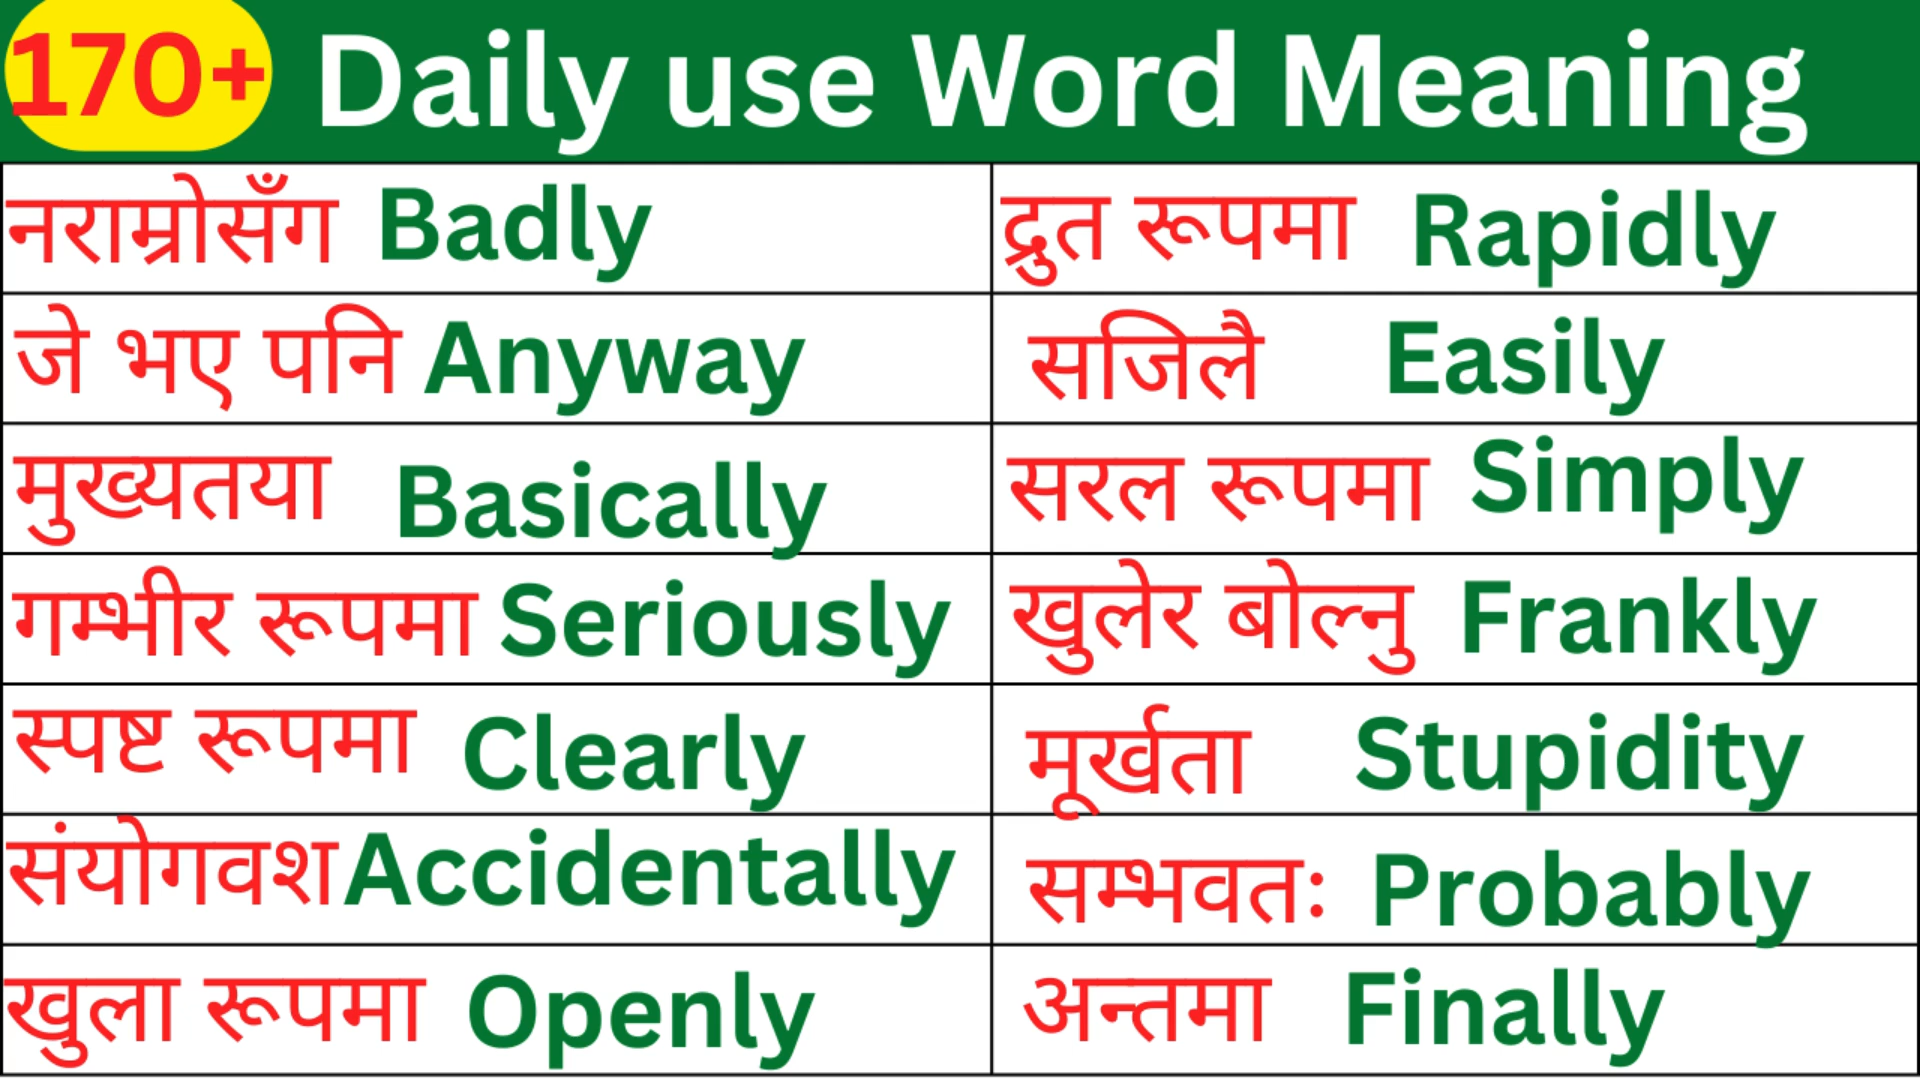 170+ Daily use Word Meaning
नराम्रोसँग Badly
द्रुत रूपमा Rapidly
जे भए पनि Anyway
सजिलै Easily
मुख्यतया Basically
सरल रूपमा Simply
गम्भीर रूपमा Seriously
खुलेर बोल्नु Frankly
स्पष्ट रूपमा Clearly
मूर्खता Stupidity
संयोगवश Accidentally
सम्भवतः Probably
खुला रूपमा Openly
अन्तमा Finally